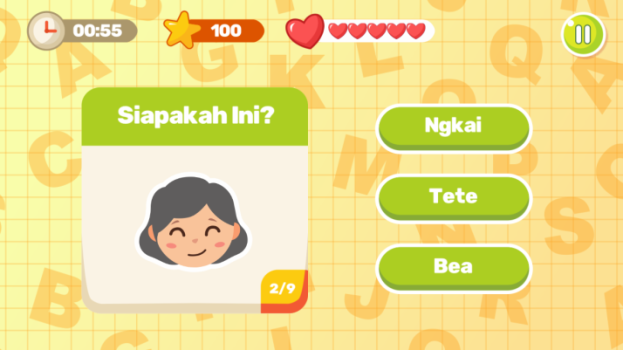 00:55
100
Siapakah Ini?
2/9
Ngkai
Tete
Bea